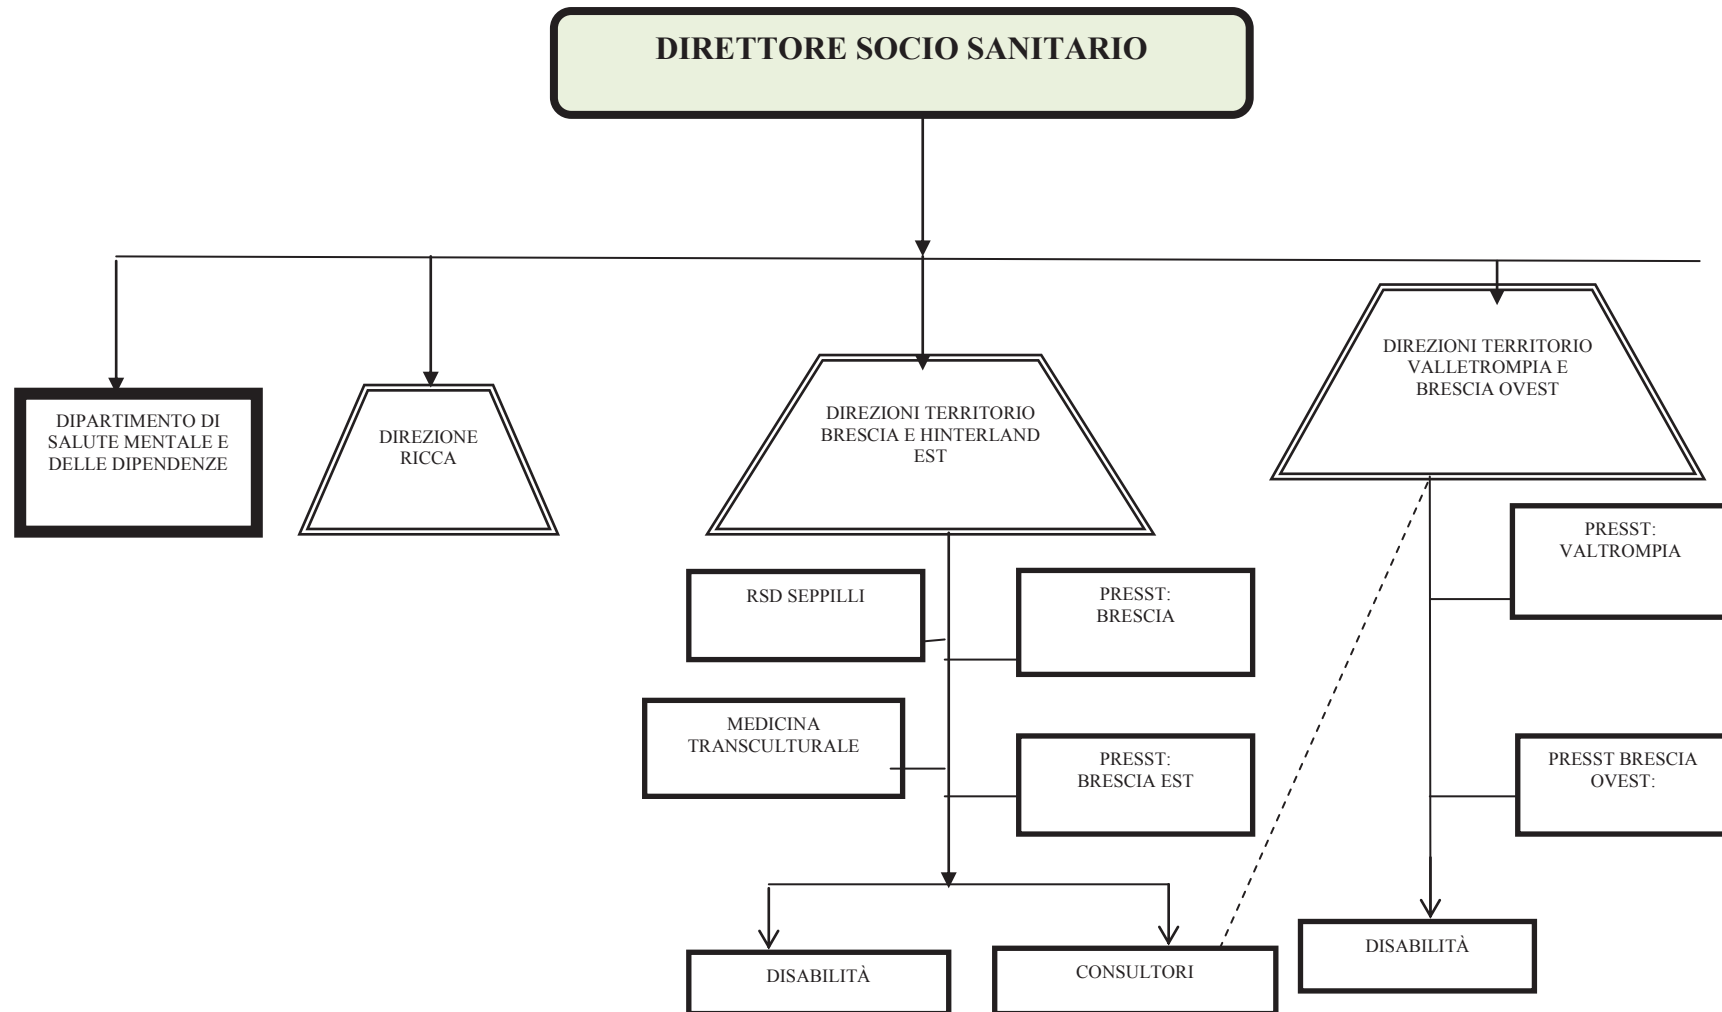 DIRETTORE SOCIO SANITARIO
DIPARTIMENTO DI
SALUTE MENTALE E
DELLE DIPENDENZE
DIREZIONE
RICCA
DIREZIONI TERRITORIO
BRESCIA E HINTERLAND
EST
DIREZIONI TERRITORIO
VALLETROMPIA E
BRESCIA OVEST
RSD SEPPILLI
PRESST:
BRESCIA
MEDICINA
TRANSCULTURALE
PRESST:
BRESCIA EST
PRESST:
VALTROMPIA
PRESST BRESCIA
OVEST:
DISABILITÀ
CONSULTORI
DISABILITÀ